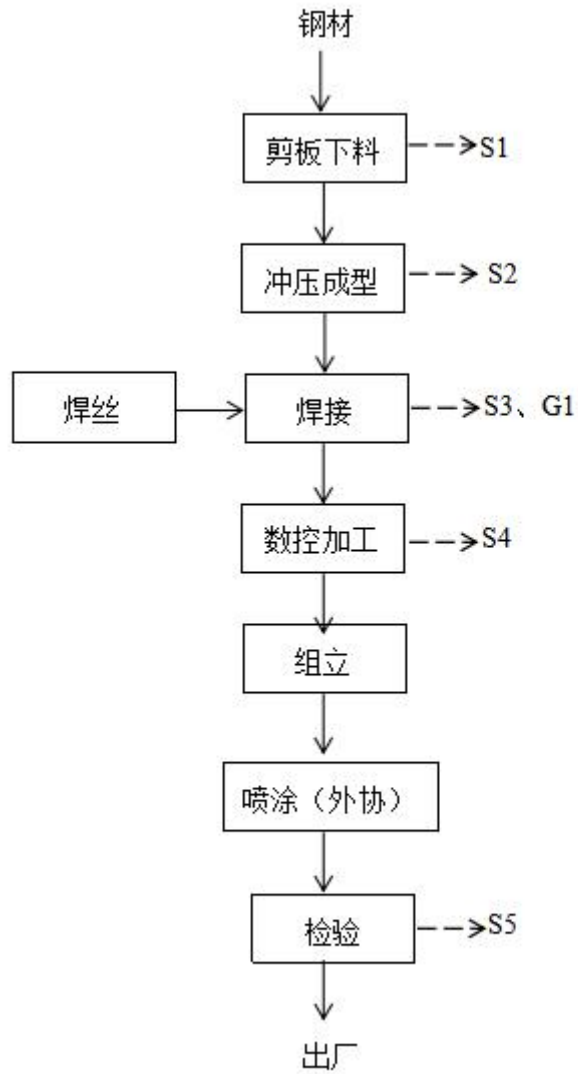 钢材
剪板下料
S1
冲压成型
S2
焊丝
焊接
S3、G1
数控加工
S4
组立
喷涂（外协）
检验
S5
出厂